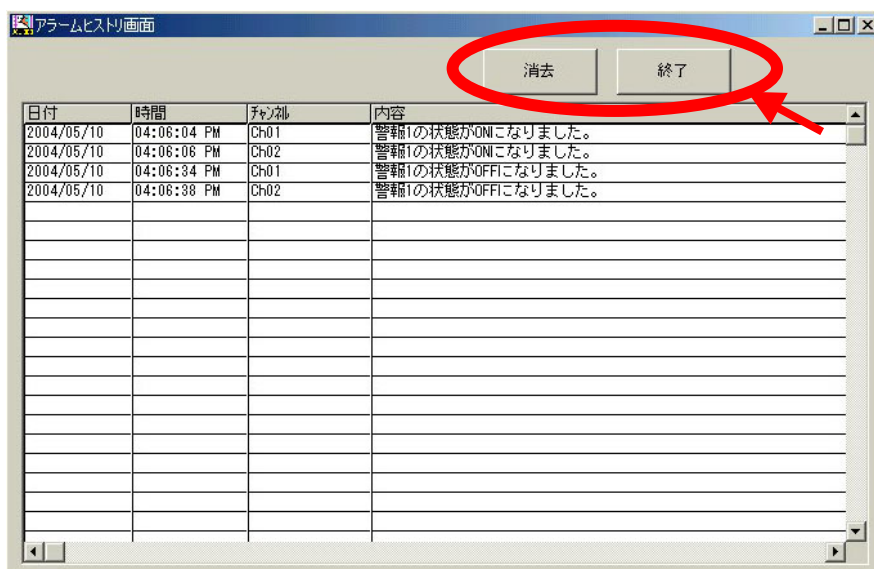 アラームヒストリ画面
消去 終了
日付 時間 ﾁｬﾝﾈﾙ 内容
2004/05/10 04:06:04 PM Ch01 警報1の状態がONになりました。
2004/05/10 04:06:06 PM Ch02 警報1の状態がONになりました。
2004/05/10 04:06:34 PM Ch01 警報1の状態がOFFになりました。
2004/05/10 04:06:38 PM Ch02 警報1の状態がOFFになりました。